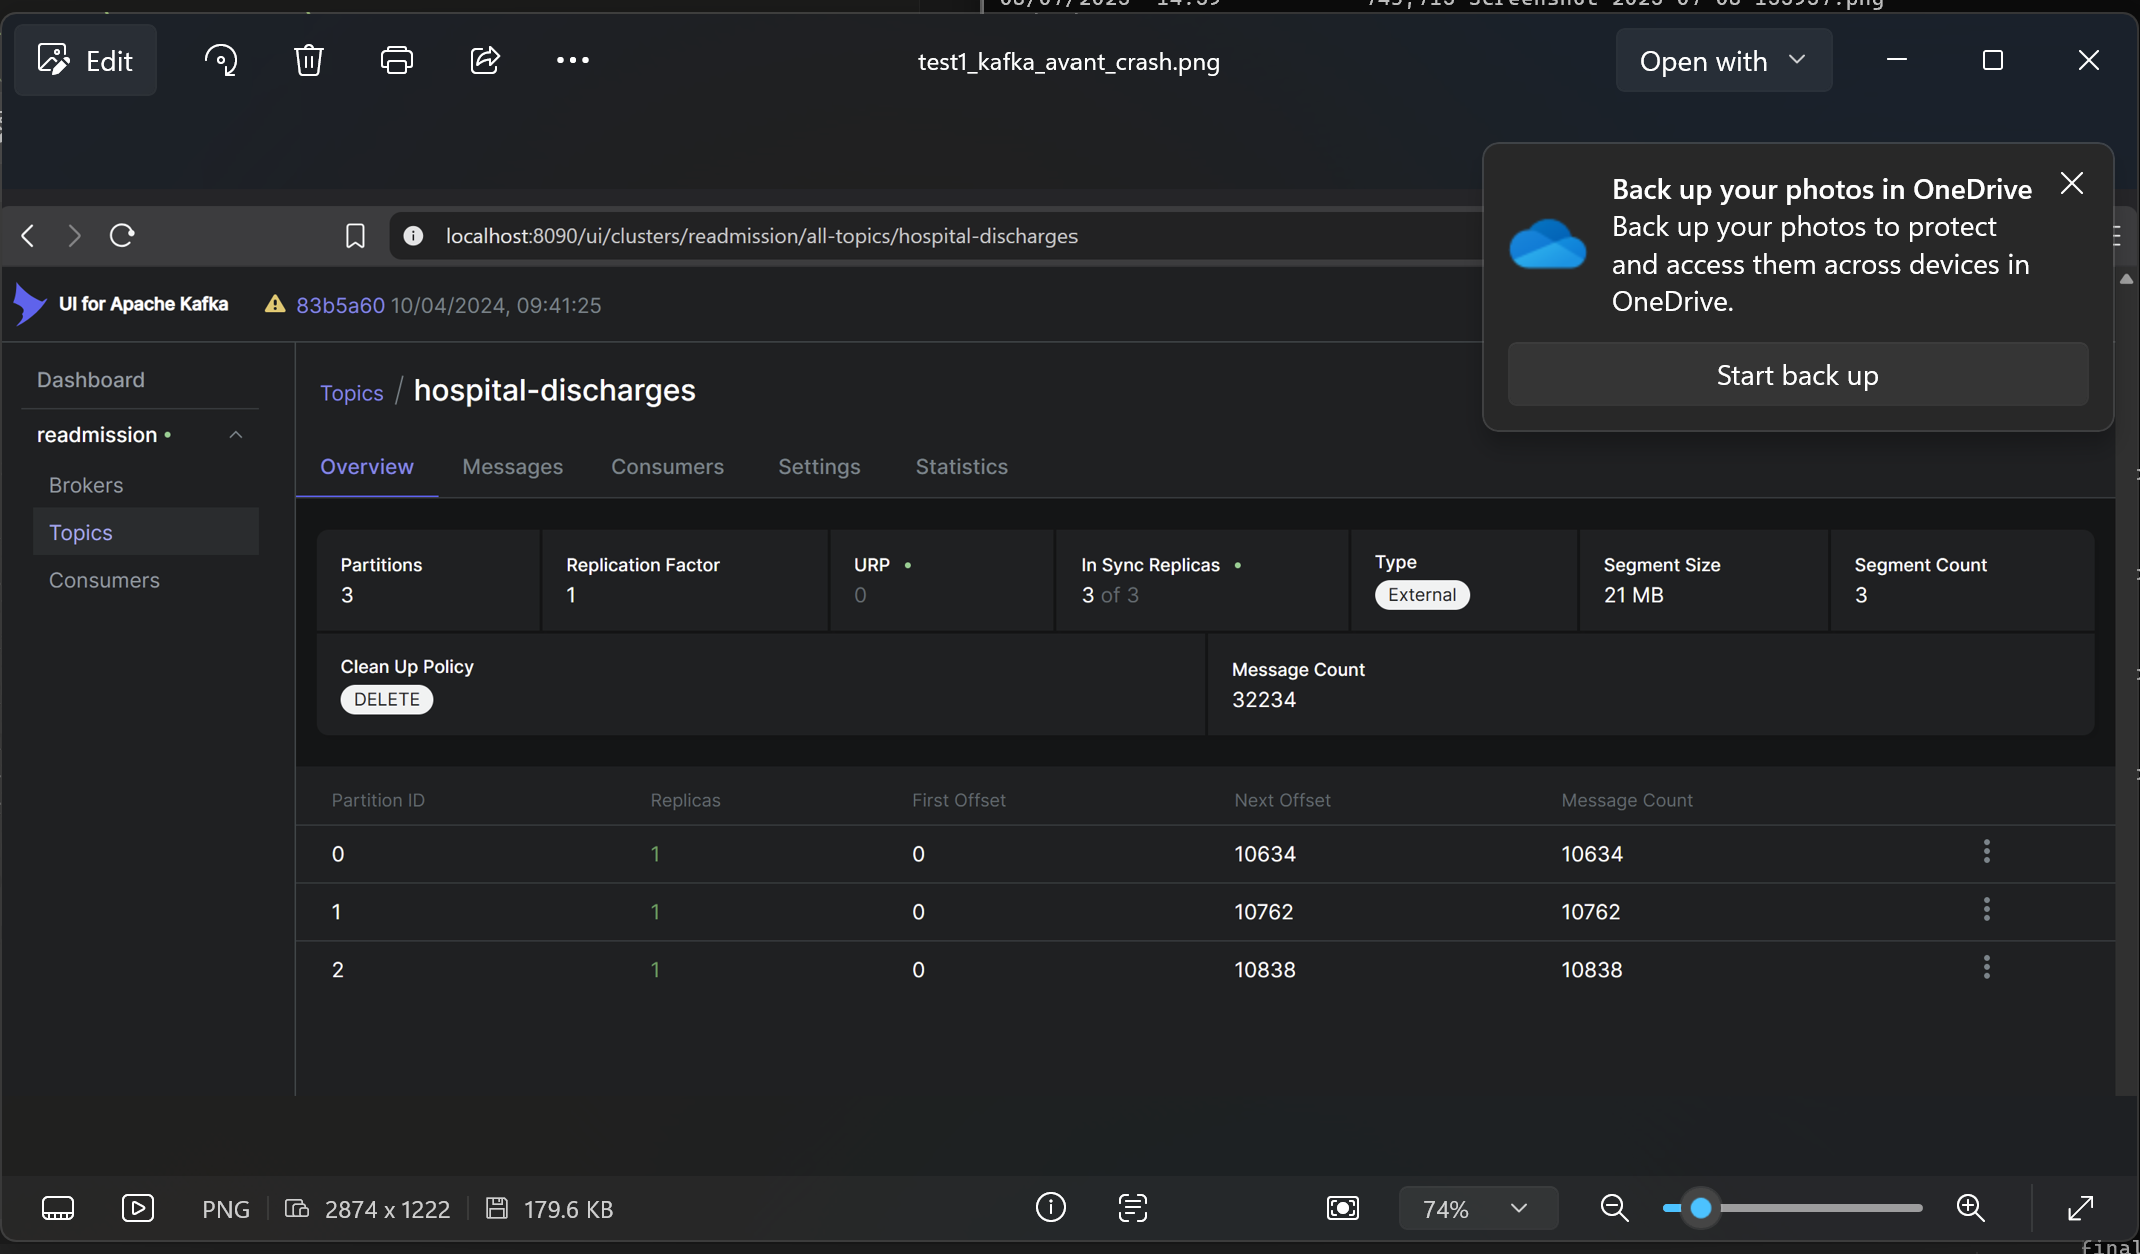 Edit
test1_kafka_avant_crash.png
Open with
Back up your photos in OneDrive
Back up your photos to protect
and access them across devices in
OneDrive.
Start back up
localhost:8090/ui/clusters/readmission/all-topics/hospital-discharges
UI for Apache Kafka 83b5a60 10/04/2024, 09:41:25
Dashboard
readmission
Brokers
Topics
Consumers
Topics / hospital-discharges
Overview Messages Consumers Settings Statistics
Partitions Replication Factor URP In Sync Replicas Type Segment Size Segment Count
3 1 0 3 of 3 External 21 MB 3
Clean Up Policy Message Count
DELETE 32234
Partition ID Replicas First Offset Next Offset Message Count
0 1 0 10634 10634
1 1 0 10762 10762
2 1 0 10838 10838
PNG 2874 x 1222 179.6 KB 74%
final